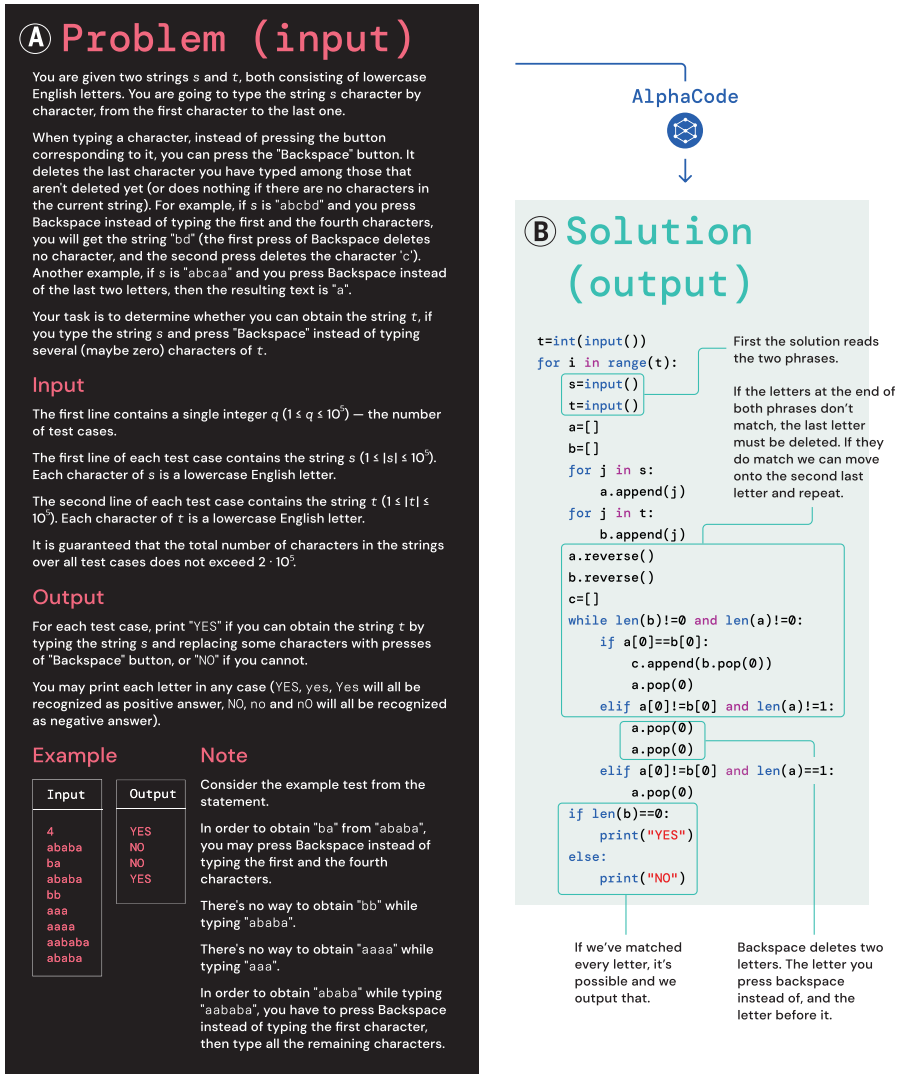 A Problem (input)
You are given two strings s and t, both consisting of lowercase
English letters. You are going to type the string s character by
character, from the first character to the last one.
When typing a character, instead of pressing the button
corresponding to it, you can press the "Backspace" button. It
deletes the last character you have typed among those that
aren't deleted yet (or does nothing if there are no characters in
the current string). For example, if s is "abcbd" and you press
Backspace instead of typing the first and the fourth characters,
you will get the string "bd" (the first press of Backspace deletes
no character, and the second press deletes the character 'c').
Another example, if s is "abcaa" and you press Backspace instead
of the last two letters, then the resulting text is "a".
Your task is to determine whether you can obtain the string t, if
you type the string s and press "Backspace" instead of typing
several (maybe zero) characters of t.
Input
The first line contains a single integer q (1 ≤ q ≤ 10⁵) — the number
of test cases.
The first line of each test case contains the string s (1 ≤ |s| ≤ 10⁵).
Each character of s is a lowercase English letter.
The second line of each test case contains the string t (1 ≤ |t| ≤
10⁵). Each character of t is a lowercase English letter.
It is guaranteed that the total number of characters in the strings
over all test cases does not exceed 2 · 10⁵.
Output
For each test case, print "YES" if you can obtain the string t by
typing the string s and replacing some characters with presses
of "Backspace" button, or "NO" if you cannot.
You may print each letter in any case (YES, yes, Yes will all be
recognized as positive answer, NO, no and nO will all be recognized
as negative answer).
Example
Input
4
ababa
ba
ababa
bb
aaa
aaaa
aababa
ababa
Output
YES
NO
NO
YES
Note
Consider the example test from the
statement.
In order to obtain "ba" from "ababa",
you may press Backspace instead of
typing the first and the fourth
characters.
There's no way to obtain "bb" while
typing "ababa".
There's no way to obtain "aaaa" while
typing "aaa".
In order to obtain "ababa" while typing
"aababa", you have to press Backspace
instead of typing the first character,
then type all the remaining characters.
AlphaCode
B Solution
(output)
t=int(input())
for i in range(t):
s=input()
t=input()
a=[]
b=[]
for j in s:
a.append(j)
for j in t:
b.append(j)
a.reverse()
b.reverse()
c=[]
while len(b)!=0 and len(a)!=0:
if a[0]==b[0]:
c.append(b.pop(0))
a.pop(0)
elif a[0]!=b[0] and len(a)!=1:
a.pop(0)
a.pop(0)
elif a[0]!=b[0] and len(a)==1:
a.pop(0)
if len(b)==0:
print("YES")
else:
print("NO")
First the solution reads
the two phrases.
If the letters at the end of
both phrases don't
match, the last letter
must be deleted. If they
do match we can move
onto the second last
letter and repeat.
If we've matched
every letter, it's
possible and we
output that.
Backspace deletes two
letters. The letter you
press backspace
instead of, and the
letter before it.